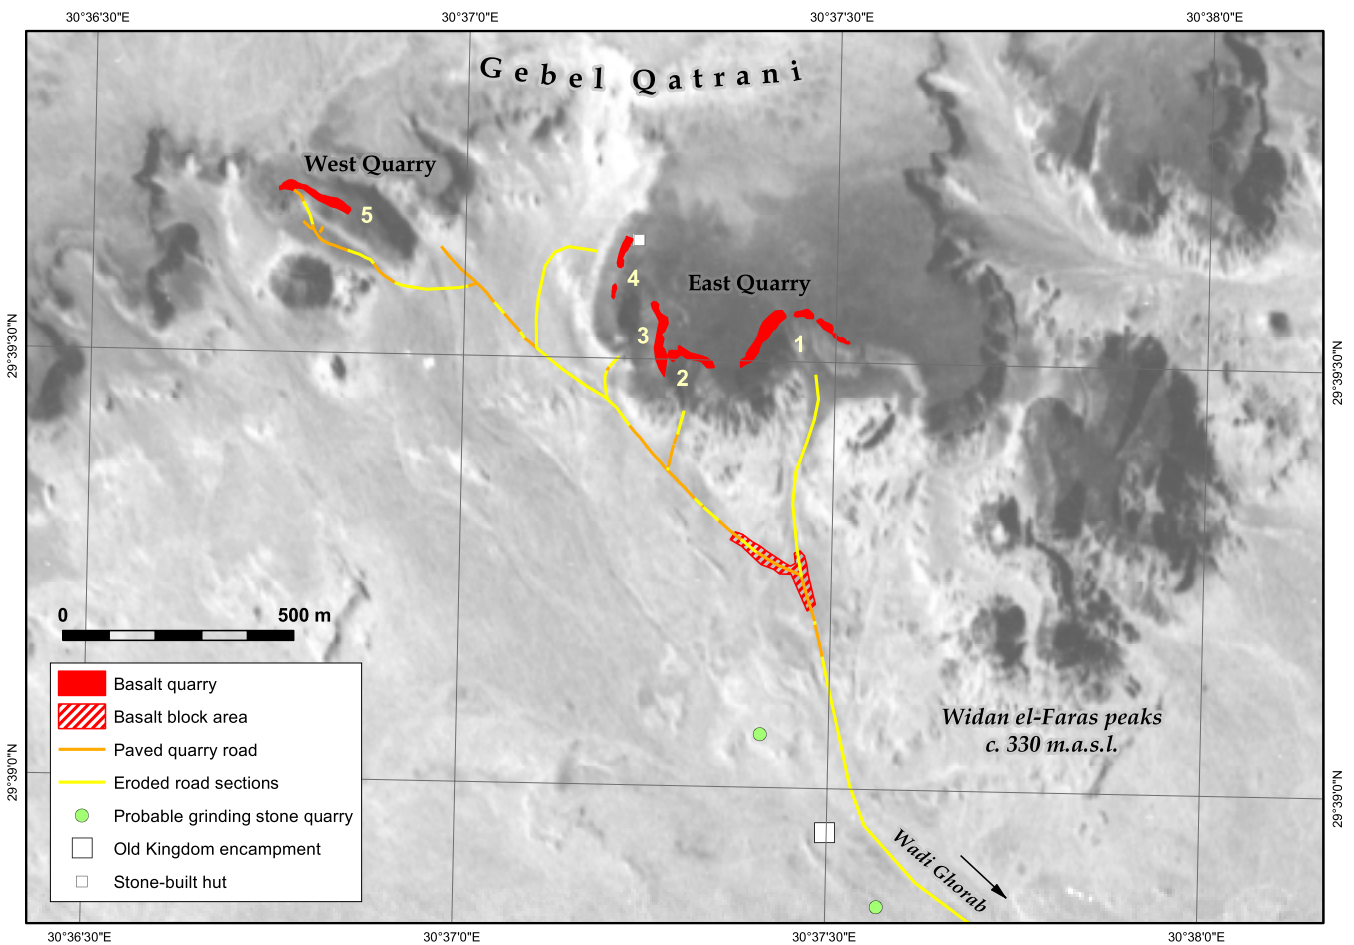 30°36'30"E
30°37'0"E
30°37'30"E
30°38'0"E
Gebel Qatrani
West Quarry
5
4
East Quarry
3
1
2
29°39'30"N
29°39'30"N
0
500 m
Basalt quarry
Basalt block area
Paved quarry road
Eroded road sections
Probable grinding stone quarry
Old Kingdom encampment
Stone-built hut
Widan el-Faras peaks
c. 330 m.a.s.l.
29°39'0"N
29°39'0"N
Wadi Ghorab
30°36'30"E
30°37'0"E
30°37'30"E
30°38'0"E